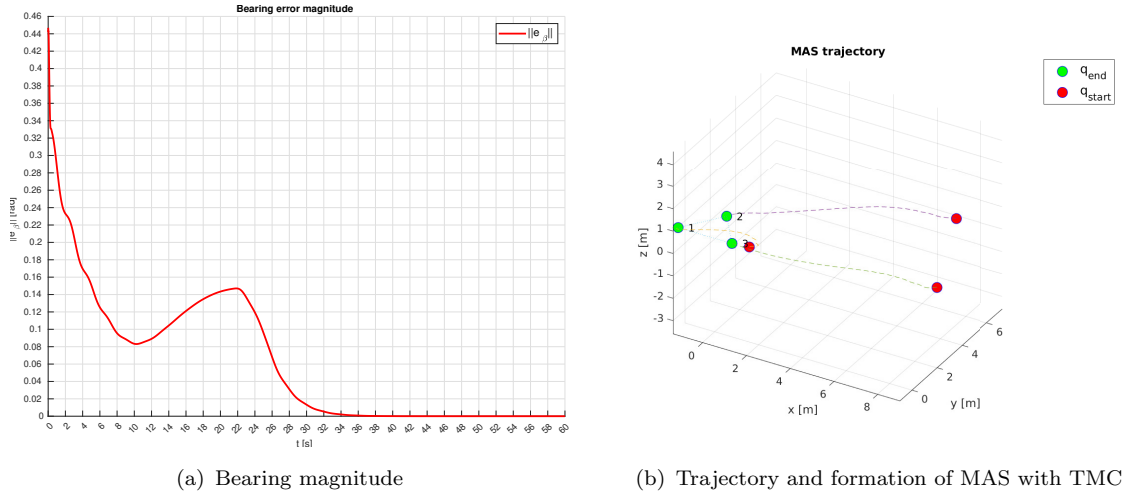 Bearing error magnitude
||e_β||
0.46
0.44
0.42
0.4
0.38
0.36
0.34
0.32
0.3
0.28
0.26
0.24
0.22
0.2
0.18
0.16
0.14
0.12
0.1
0.08
0.06
0.04
0.02
0
||e_β|| [rad]
0 2 4 6 8 10 12 14 16 18 20 22 24 26 28 30 32 34 36 38 40 42 44 46 48 50 52 54 56 58 60
t [s]
(a) Bearing magnitude
MAS trajectory
q_end
q_start
4
3
2
1
0
-1
-2
-3
z [m]
1
2
3
0 2 4 6 8
x [m]
0 2 4 6
y [m]
(b) Trajectory and formation of MAS with TMC